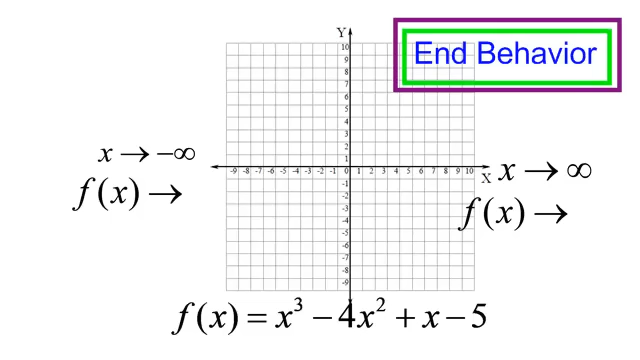 End Behavior
Y
10
9
8
7
6
5
4
3
2
1
x → −∞
f(x) →
-9 -8 -7 -6 -5 -4 -3 -2 -1 0 1 2 3 4 5 6 7 8 9 10 X
x → ∞
f(x) →
-1
-2
-3
-4
-5
-6
-7
-8
-9
f(x) = x³ − 4x² + x − 5